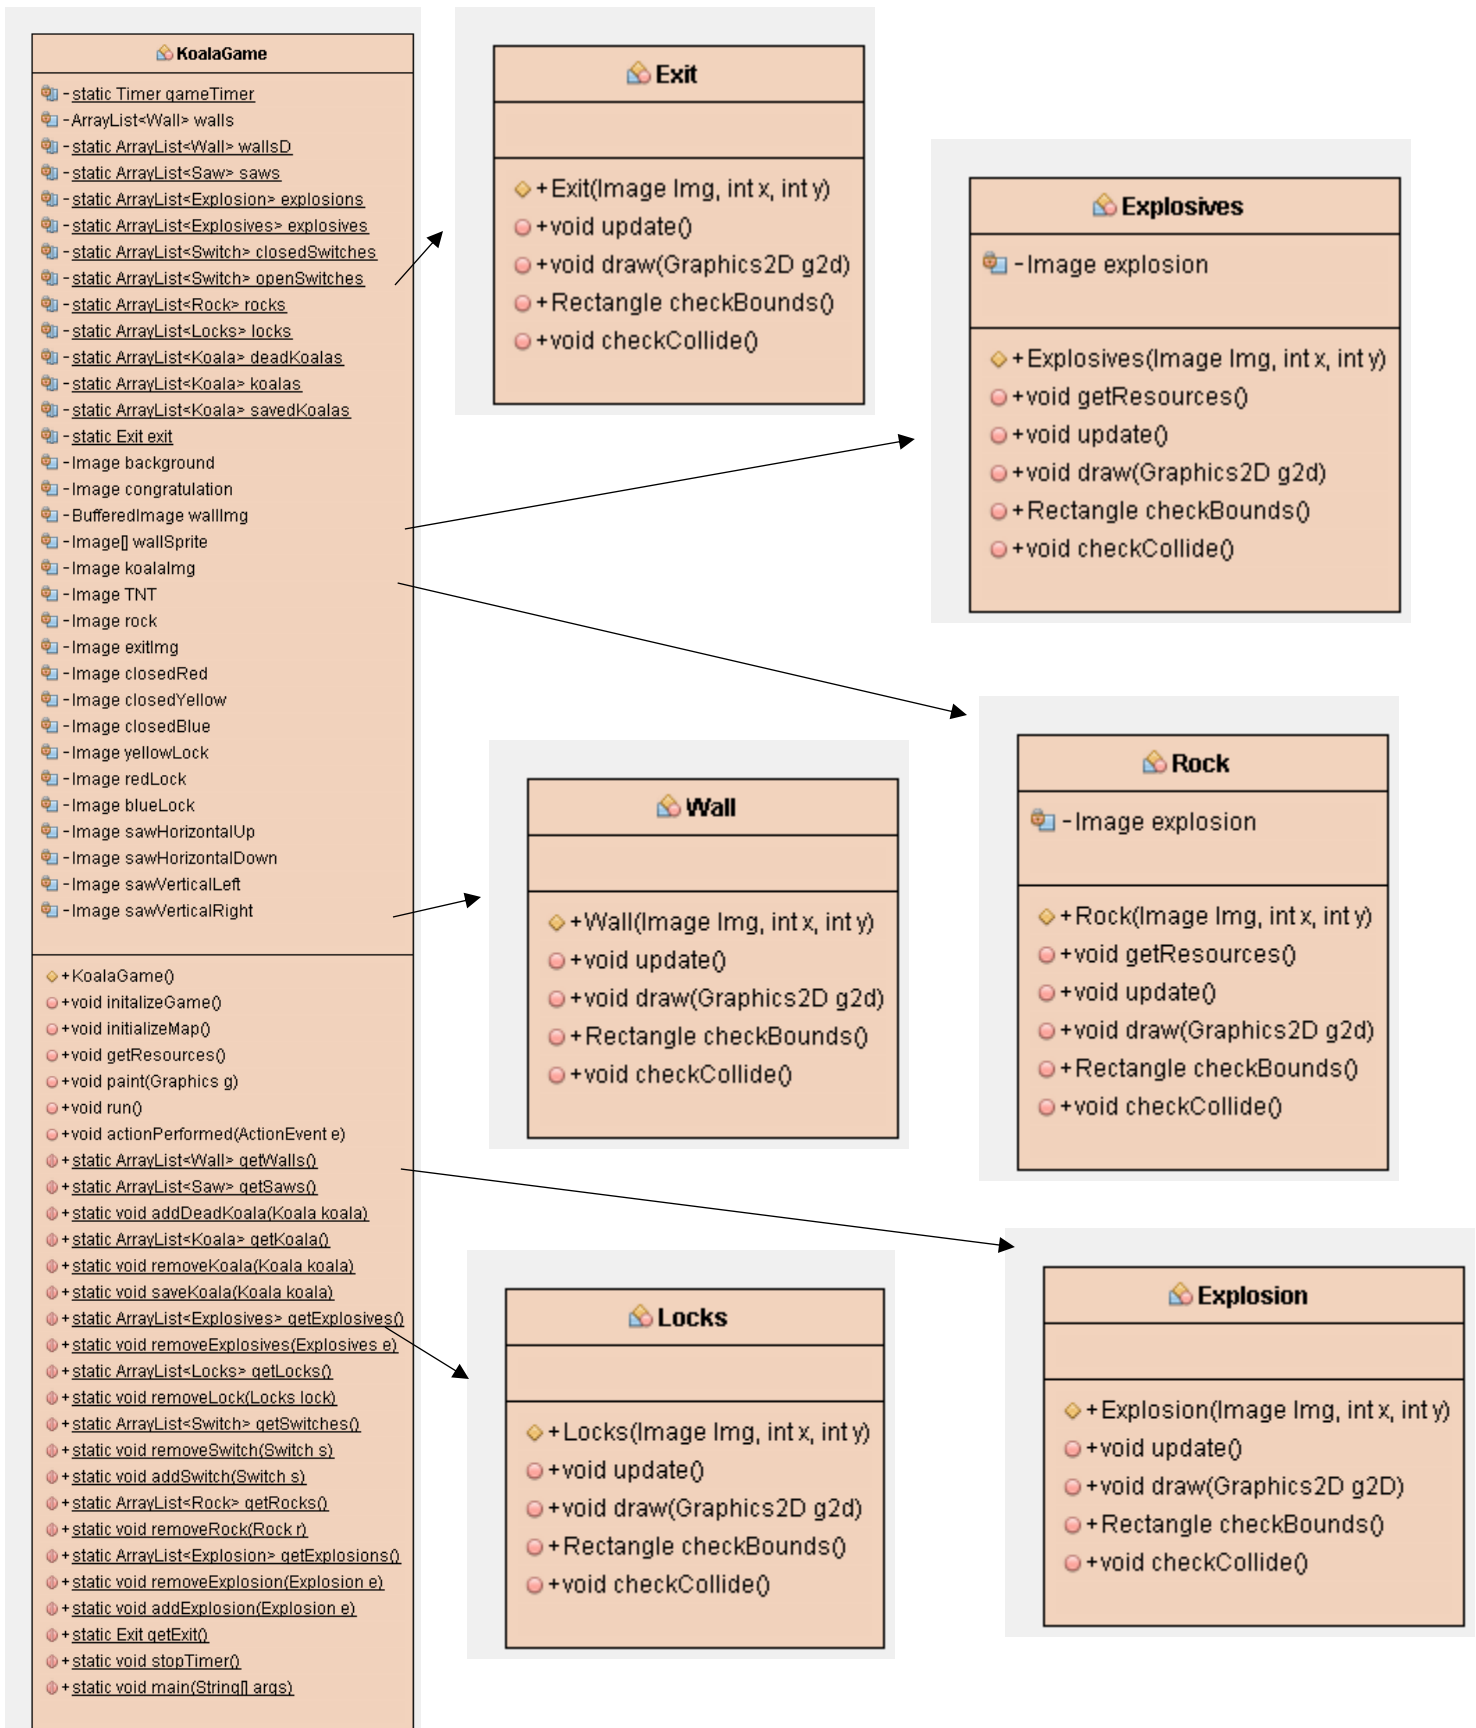 KoalaGame
-static Timer gameTimer
-ArrayList<Wall> walls
-static ArrayList<Wall> wallsD
-static ArrayList<Saw> saws
-static ArrayList<Explosion> explosions
-static ArrayList<Explosives> explosives
-static ArrayList<Switch> closedSwitches
-static ArrayList<Switch> openSwitches
-static ArrayList<Rock> rocks
-static ArrayList<Locks> locks
-static ArrayList<Koala> deadKoalas
-static ArrayList<Koala> koalas
-static ArrayList<Koala> savedKoalas
-static Exit exit
-Image background
-Image congratulation
-BufferedImage wallImg
-Image[] wallSprite
-Image koalaImg
-Image TNT
-Image rock
-Image exitImg
-Image closedRed
-Image closedYellow
-Image closedBlue
-Image yellowLock
-Image redLock
-Image blueLock
-Image sawHorizontalUp
-Image sawHorizontalDown
-Image sawVerticalLeft
-Image sawVerticalRight
+KoalaGame()
+void initalizeGame()
+void initializeMap()
+void getResources()
+void paint(Graphics g)
+void run()
+void actionPerformed(ActionEvent e)
+static ArrayList<Wall> getWalls()
+static ArrayList<Saw> getSaws()
+static void addDeadKoala(Koala koala)
+static ArrayList<Koala> getKoala()
+static void removeKoala(Koala koala)
+static void saveKoala(Koala koala)
+static ArrayList<Explosives> getExplosives()
+static void removeExplosives(Explosives e)
+static ArrayList<Locks> getLocks()
+static void removeLock(Locks lock)
+static ArrayList<Switch> getSwitches()
+static void removeSwitch(Switch s)
+static void addSwitch(Switch s)
+static ArrayList<Rock> getRocks()
+static void removeRock(Rock r)
+static ArrayList<Explosion> getExplosions()
+static void removeExplosion(Explosion e)
+static void addExplosion(Explosion e)
+static Exit getExit()
+static void stopTimer()
+static void main(String[] args)
Exit
+Exit(Image Img, int x, int y)
+void update()
+void draw(Graphics2D g2d)
+Rectangle checkBounds()
+void checkCollide()
Explosives
-Image explosion
+Explosives(Image Img, int x, int y)
+void getResources()
+void update()
+void draw(Graphics2D g2d)
+Rectangle checkBounds()
+void checkCollide()
Wall
+Wall(Image Img, int x, int y)
+void update()
+void draw(Graphics2D g2d)
+Rectangle checkBounds()
+void checkCollide()
Rock
-Image explosion
+Rock(Image Img, int x, int y)
+void getResources()
+void update()
+void draw(Graphics2D g2d)
+Rectangle checkBounds()
+void checkCollide()
Locks
+Locks(Image Img, int x, int y)
+void update()
+void draw(Graphics2D g2d)
+Rectangle checkBounds()
+void checkCollide()
Explosion
+Explosion(Image Img, int x, int y)
+void update()
+void draw(Graphics2D g2D)
+Rectangle checkBounds()
+void checkCollide()